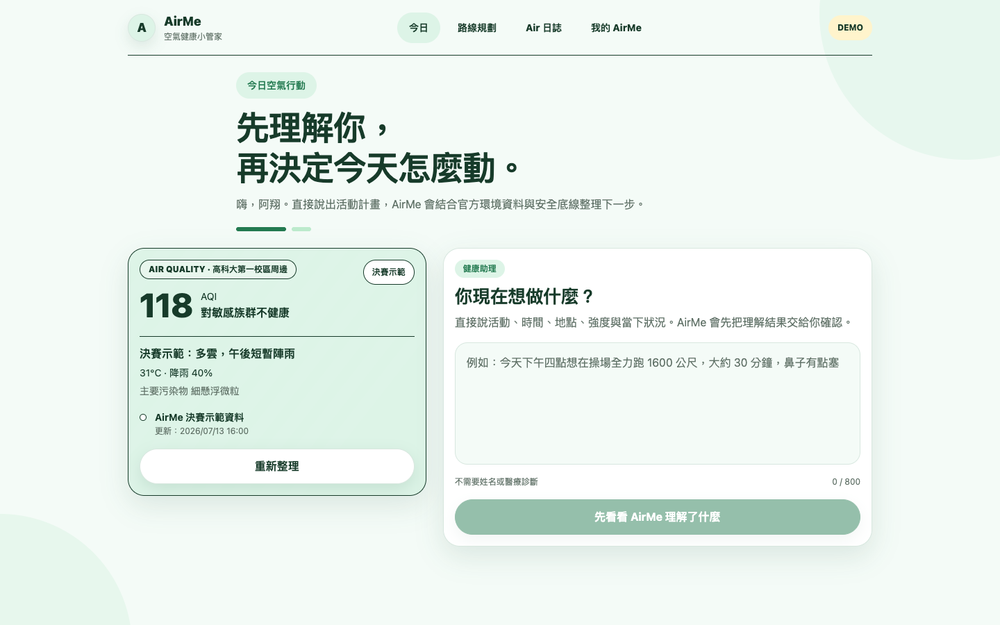 A
AirMe
空氣健康小管家
今日
路線規劃
Air 日誌
我的 AirMe
DEMO
今日空氣行動
先理解你，
再決定今天怎麼動。
嗨，阿翔。直接說出活動計畫，AirMe 會結合官方環境資料與安全底線整理下一步。
AIR QUALITY · 高科大第一校區周邊
決賽示範
118
AQI
對敏感族群不健康
決賽示範：多雲，午後短暫陣雨
31°C · 降雨 40%
主要污染物 細懸浮微粒
AirMe 決賽示範資料
更新：2026/07/13 16:00
重新整理
健康助理
你現在想做什麼？
直接說活動、時間、地點、強度與當下狀況。AirMe 會先把理解結果交給你確認。
例如：今天下午四點想在操場全力跑 1600 公尺，大約 30 分鐘，鼻子有點塞
不需要姓名或醫療診斷
0 / 800
先看看 AirMe 理解了什麼